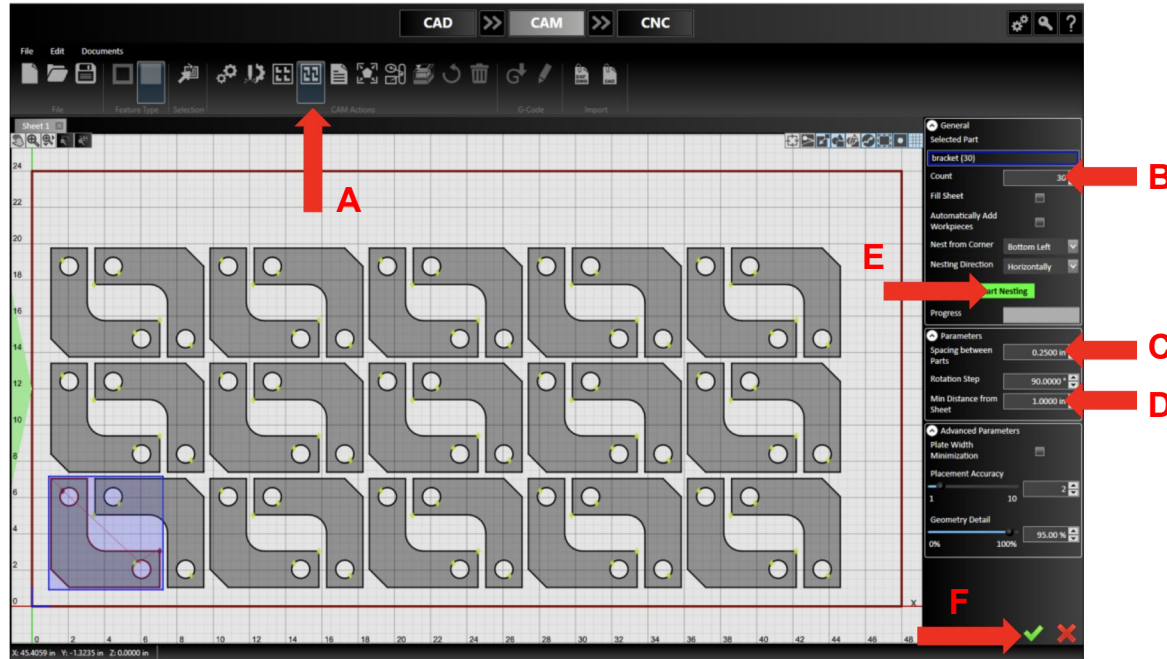 CAD >> CAM >> CNC ?
File Edit Documents
File Feature Type Selection CAM Actions G-Code Import
Sheet 1
General
Selected Part
bracket (30)
Count 30
B
Fill Sheet
A
Automatically Add
Workpieces
Nest from Corner Bottom Left
Nesting Direction Horizontally
E
art Nesting
Progress
Parameters
Spacing between
Parts
0.2500 in
C
Rotation Step 90.0000 °
Min Distance from
Sheet
1.0000 in
D
Advanced Parameters
Plate Width
Minimization
Placement Accuracy
2
1 10
Geometry Detail
95.00 %
0% 100%
F
24
22
20
18
16
14
12
10
8
6
4
2
0
X
0 2 4 6 8 10 12 14 16 18 20 22 24 26 28 30 32 34 36 38 40 42 44 46 48
X: 45.4059 in Y: -1.3235 in Z: 0.0000 in